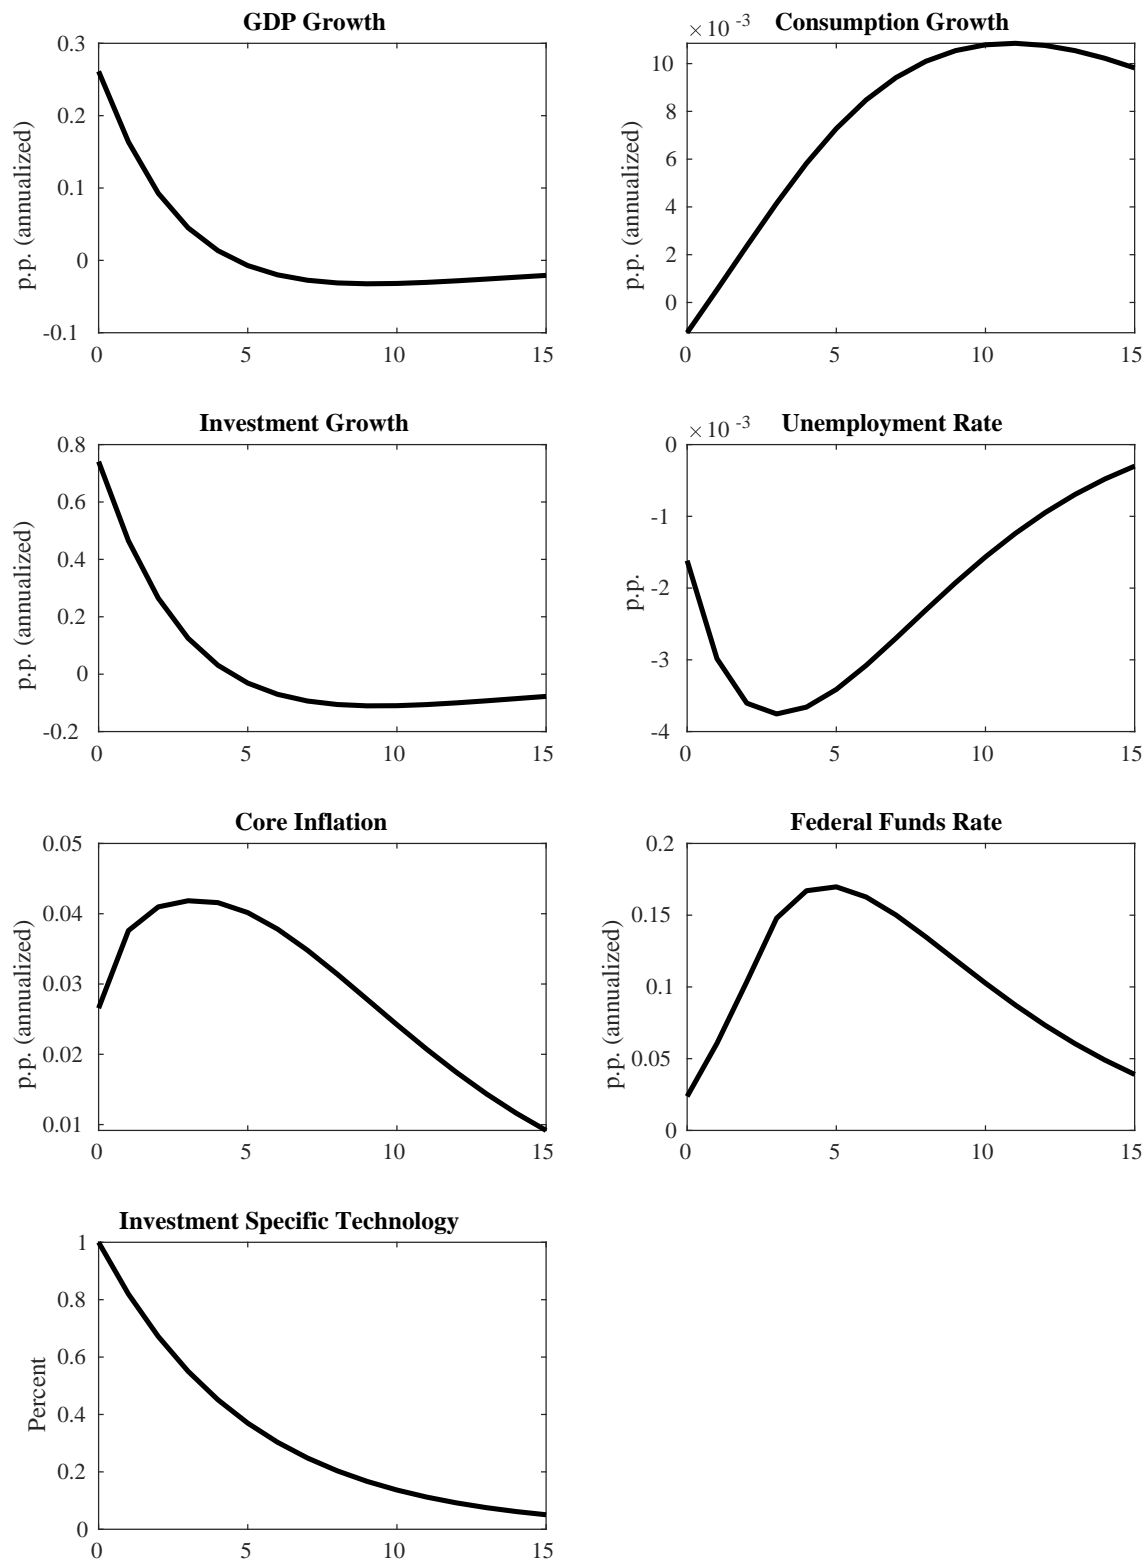 GDP Growth
0.3
0.2
0.1
0
-0.1
p.p. (annualized)
0 5 10 15
Consumption Growth
×10 -3
10
8
6
4
2
0
p.p. (annualized)
0 5 10 15
Investment Growth
0.8
0.6
0.4
0.2
0
-0.2
p.p. (annualized)
0 5 10 15
Unemployment Rate
×10 -3
0
-1
-2
-3
-4
p.p.
0 5 10 15
Core Inflation
0.05
0.04
0.03
0.02
0.01
p.p. (annualized)
0 5 10 15
Federal Funds Rate
0.2
0.15
0.1
0.05
0
p.p. (annualized)
0 5 10 15
Investment Specific Technology
1
0.8
0.6
0.4
0.2
0
Percent
0 5 10 15